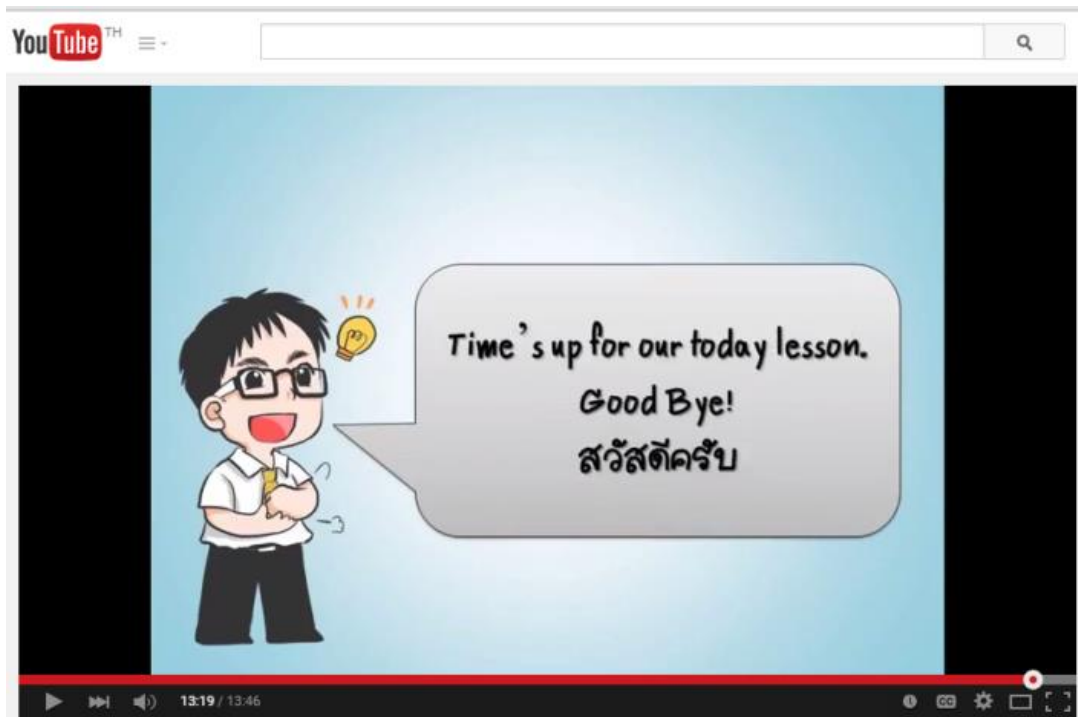 YouTube TH
Time's up for our today lesson.
Good Bye!
สวัสดีครับ
13:19 / 13:46
CC